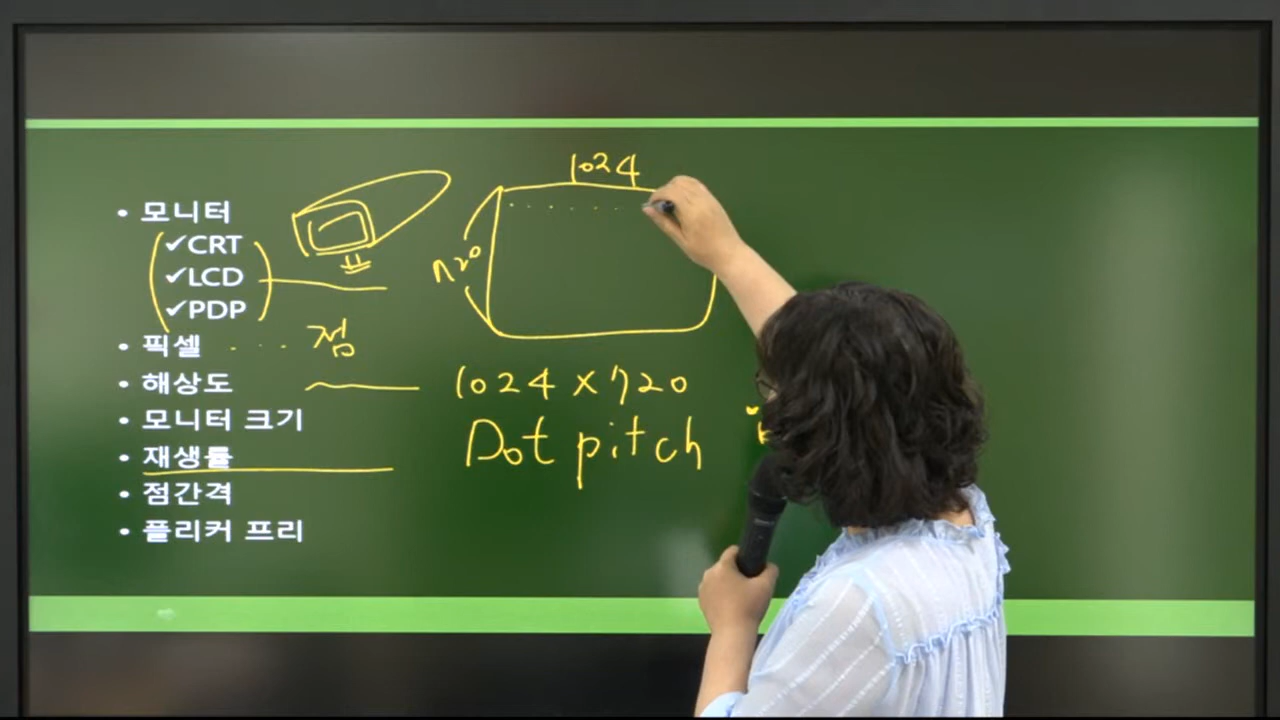 • 모니터
✓CRT
✓LCD
✓PDP
• 픽셀 . . . 점
• 해상도
• 모니터 크기
• 재생률
• 점간격
• 플리커 프리
1024
720
1024 × 720
Dot pitch